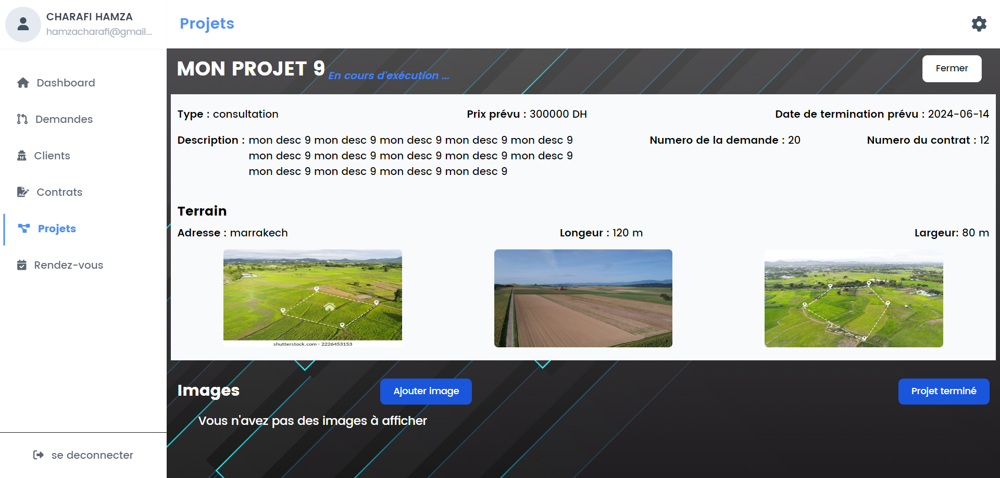 CHARAFI HAMZA
hamzacharafi@gmail...
Projets
Dashboard
Demandes
Clients
Contrats
Projets
Rendez-vous
se deconnecter
MON PROJET 9 En cours d'exécution ...
Fermer
Type : consultation
Prix prévu : 300000 DH
Date de termination prévu : 2024-06-14
Description : mon desc 9 mon desc 9 mon desc 9 mon desc 9 mon desc 9
mon desc 9 mon desc 9 mon desc 9 mon desc 9 mon desc 9
mon desc 9 mon desc 9 mon desc 9 mon desc 9
Numero de la demande : 20
Numero du contrat : 12
Terrain
Adresse : marrakech
Longeur : 120 m
Largeur: 80 m
shutterstock.com · 2226453153
Images
Ajouter image
Projet terminé
Vous n'avez pas des images à afficher